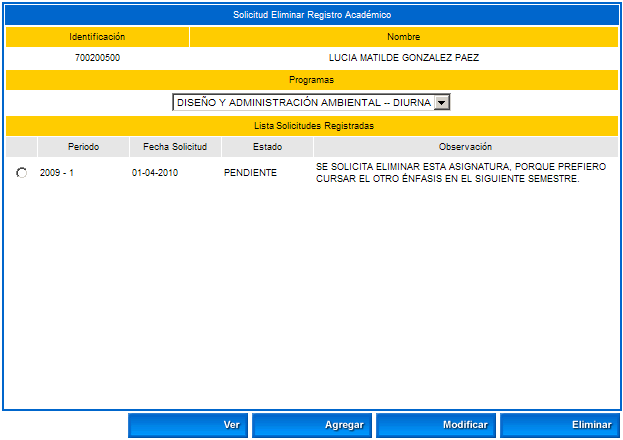 Solicitud Eliminar Registro Académico
Identificación Nombre
700200500 LUCIA MATILDE GONZALEZ PAEZ
Programas
DISEÑO Y ADMINISTRACIÓN AMBIENTAL -- DIURNA
Lista Solicitudes Registradas
Periodo Fecha Solicitud Estado Observación
2009 - 1 01-04-2010 PENDIENTE SE SOLICITA ELIMINAR ESTA ASIGNATURA, PORQUE PREFIERO
CURSAR EL OTRO ÉNFASIS EN EL SIGUIENTE SEMESTRE.
Ver Agregar Modificar Eliminar